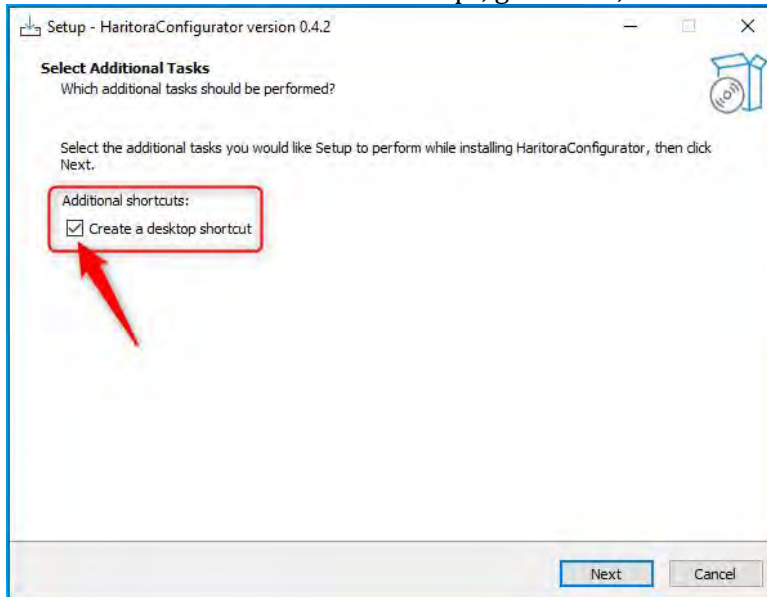 Setup - HaritoraConfigurator version 0.4.2
Select Additional Tasks
Which additional tasks should be performed?
Select the additional tasks you would like Setup to perform while installing HaritoraConfigurator, then click
Next.
Additional shortcuts:
Create a desktop shortcut
Next
Cancel